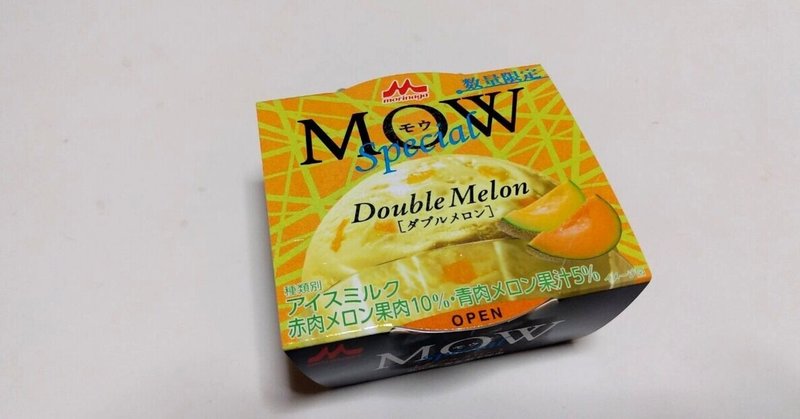 morinaga
数量限定
MOW
モウ
Special
Double Melon
[ダブルメロン]
種類別
アイスミルク
赤肉メロン果肉10%・青肉メロン果汁5%
OPEN
MOW